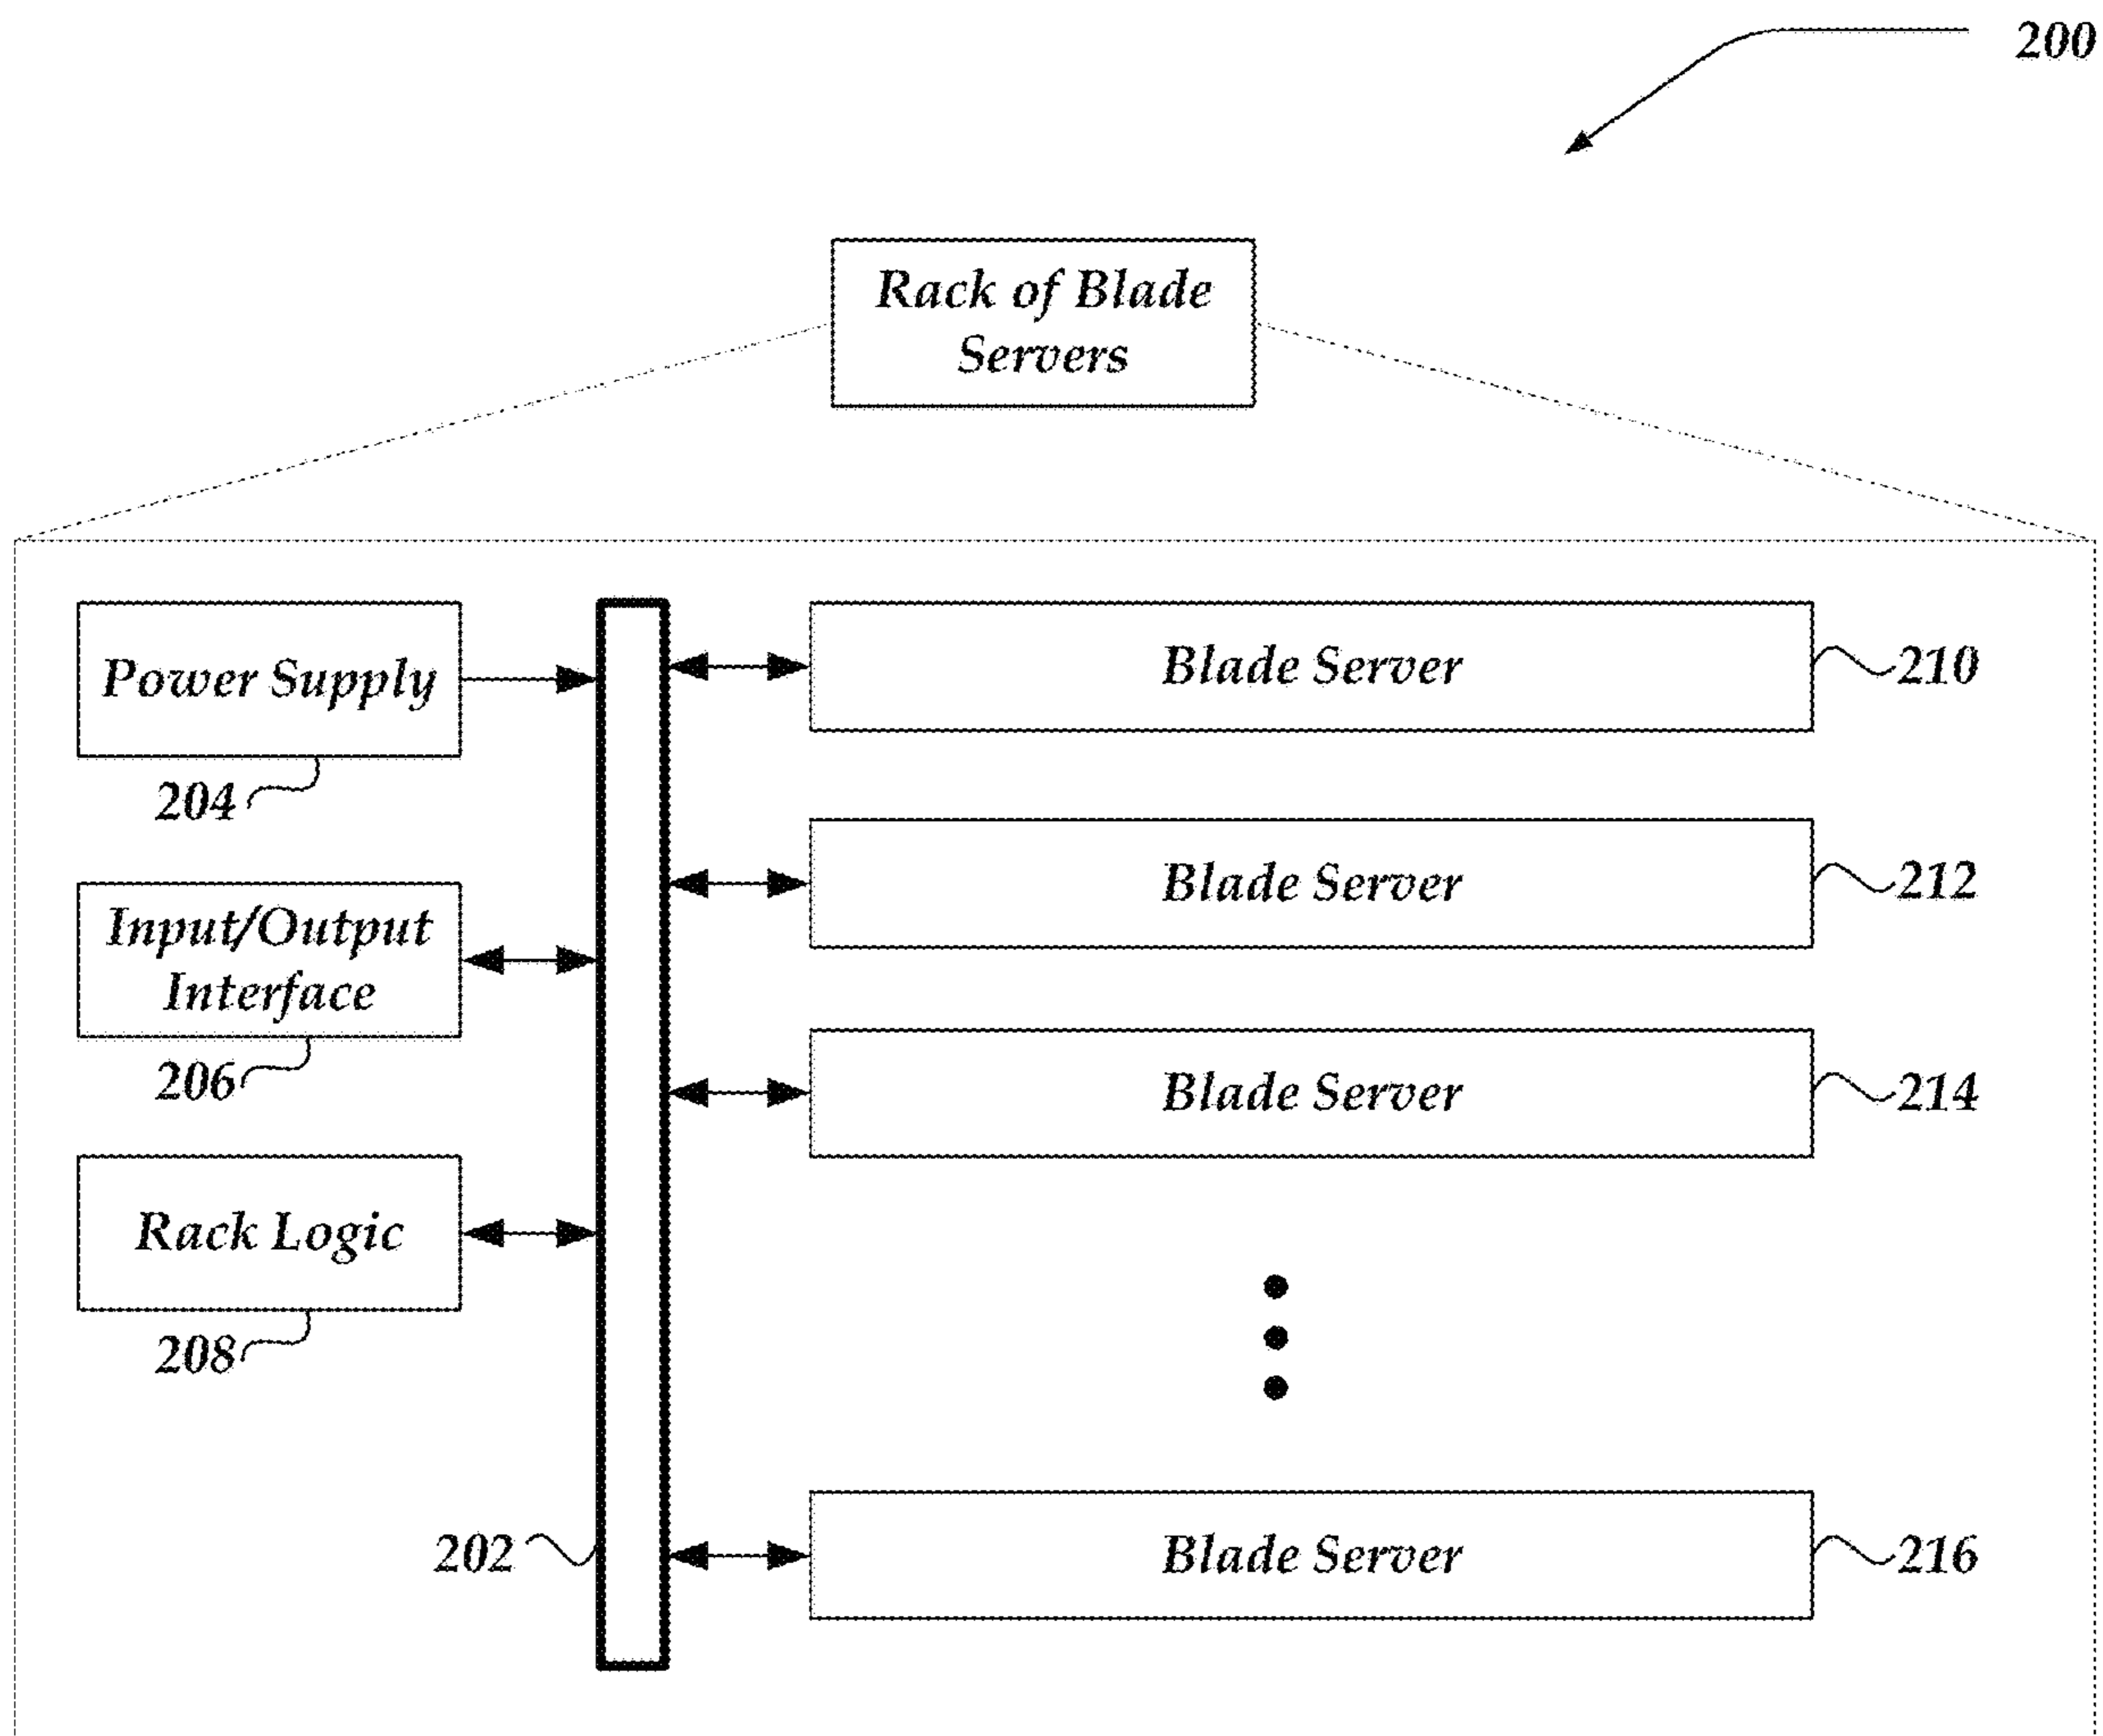 200
Rack of Blade
Servers
Power Supply
204
Input/Output
Interface
206
Rack Logic
208
202
Blade Server
210
Blade Server
212
Blade Server
214
Blade Server
216